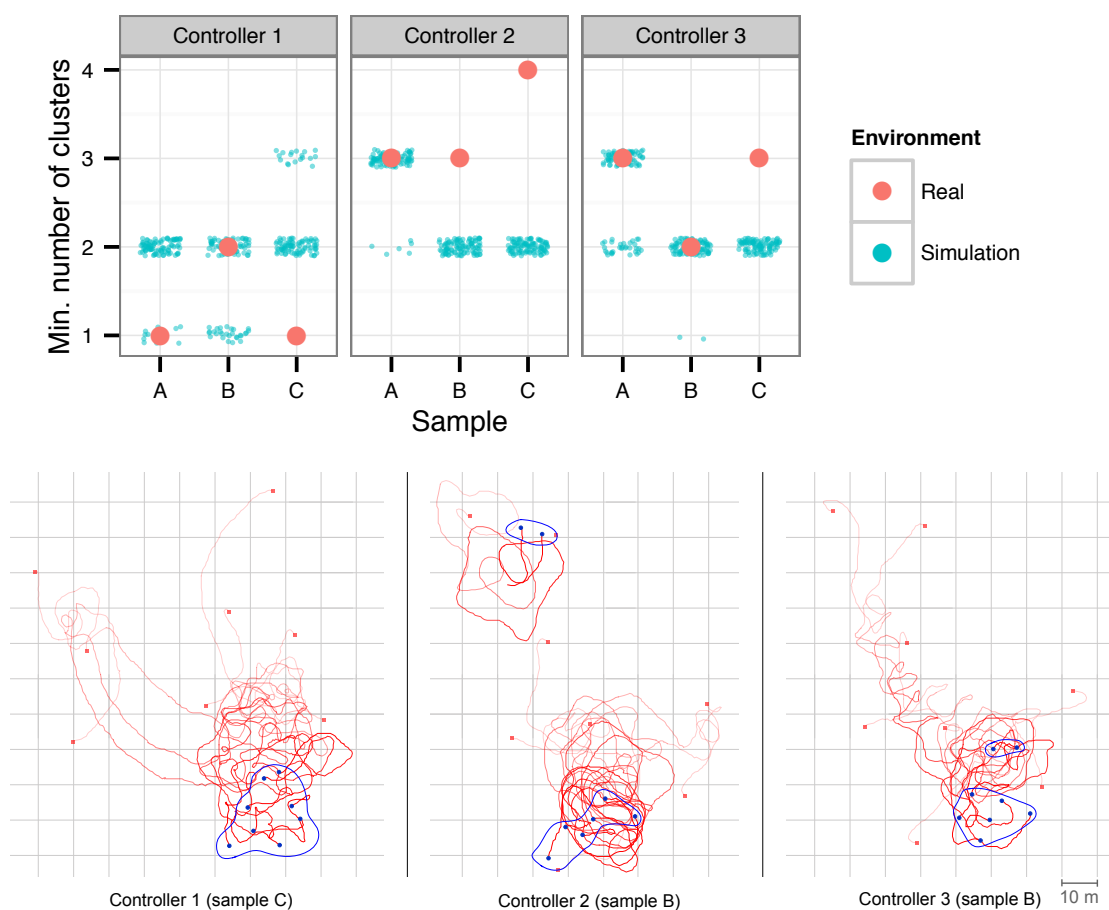 Controller 1
Controller 2
Controller 3
Min. number of clusters
4
3
2
1
A
B
C
A
B
C
A
B
C
Sample
Environment
Real
Simulation
Controller 1 (sample C)
Controller 2 (sample B)
Controller 3 (sample B)
10 m